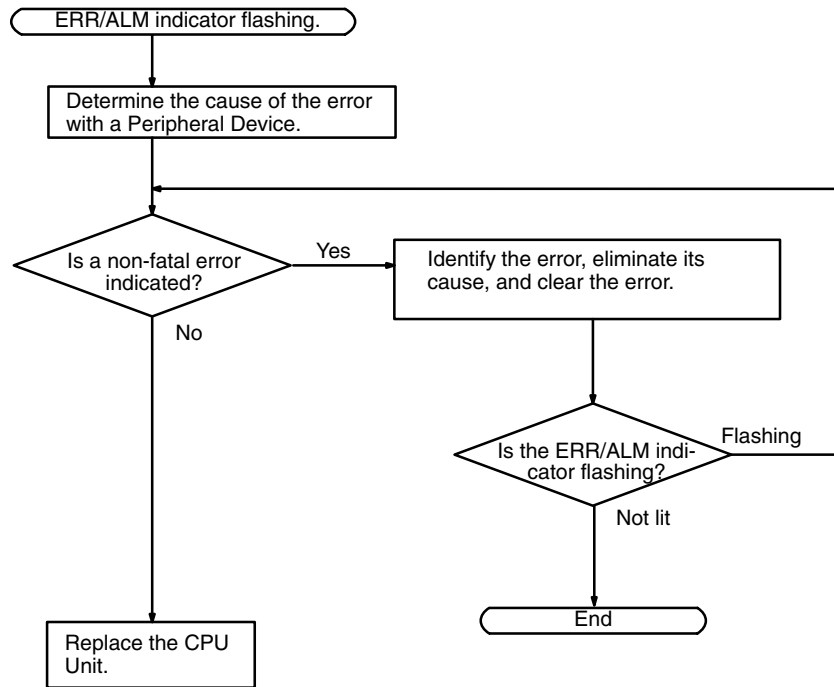 ERR/ALM indicator flashing.
Determine the cause of the error
with a Peripheral Device.
Is a non-fatal error
indicated?
Yes
No
Identify the error, eliminate its
cause, and clear the error.
Is the ERR/ALM indi-
cator flashing?
Flashing
Not lit
End
Replace the CPU
Unit.